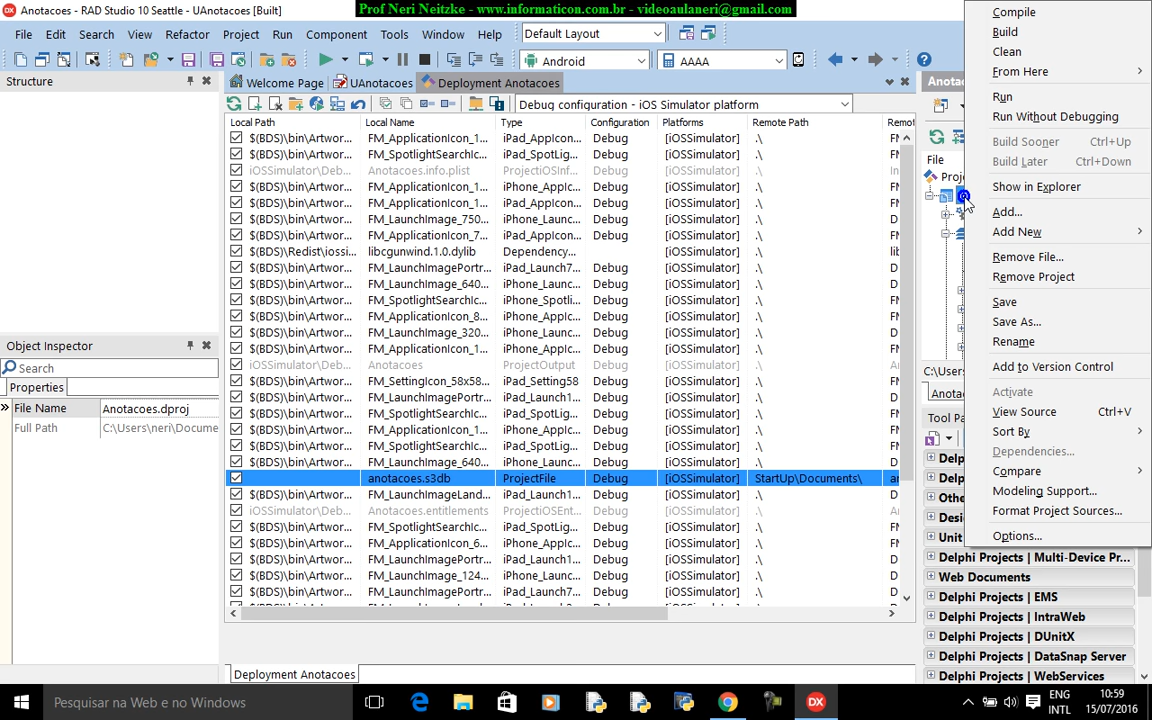 Anotacoes - RAD Studio 10 Seattle - UAnotacoes [Built]
Prof Neri Neitzke - www.informaticon.com.br - videoaulaneri@gmail.com
File Edit Search View Refactor Project Run Component Tools Window Help
Default Layout
Android
AAAA
Structure
Welcome Page
UAnotacoes
Deployment Anotacoes
Debug configuration - iOS Simulator platform
Local Path Local Name Type Configuration Platforms Remote Path Remot
$(BDS)\bin\Artwor... FM_ApplicationIcon_1... iPad_AppIcon... Debug [iOSSimulator] .\
$(BDS)\bin\Artwor... FM_SpotlightSearchIc... iPad_SpotLig... Debug [iOSSimulator] .\
iOSSimulator\Deb... Anotacoes.info.plist ProjectiOSInf... Debug [iOSSimulator] .\
$(BDS)\bin\Artwor... FM_ApplicationIcon_1... iPhone_AppIc... Debug [iOSSimulator] .\
$(BDS)\bin\Artwor... FM_ApplicationIcon_1... iPad_AppIcon... Debug [iOSSimulator] .\
$(BDS)\bin\Artwor... FM_LaunchImage_750... iPhone_Launc... Debug [iOSSimulator] .\
$(BDS)\bin\Artwor... FM_ApplicationIcon_7... iPad_AppIcon... Debug [iOSSimulator] .\
$(BDS)\Redist\iossi... libcgunwind.1.0.dylib Dependency... [iOSSimulator] .\
$(BDS)\bin\Artwor... FM_LaunchImagePortr... iPad_Launch7... Debug [iOSSimulator] .\
$(BDS)\bin\Artwor... FM_LaunchImage_640... iPhone_Launc... Debug [iOSSimulator] .\
$(BDS)\bin\Artwor... FM_SpotlightSearchIc... iPhone_Spotli... Debug [iOSSimulator] .\
$(BDS)\bin\Artwor... FM_ApplicationIcon_8... iPhone_AppIc... Debug [iOSSimulator] .\
$(BDS)\bin\Artwor... FM_LaunchImage_320... iPhone_Launc... Debug [iOSSimulator] .\
$(BDS)\bin\Artwor... FM_ApplicationIcon_1... iPhone_AppIc... Debug [iOSSimulator] .\
iOSSimulator\Deb... Anotacoes ProjectOutput Debug [iOSSimulator] .\
$(BDS)\bin\Artwor... FM_SettingIcon_58x58... iPad_Setting58 Debug [iOSSimulator] .\
$(BDS)\bin\Artwor... FM_LaunchImagePortr... iPad_Launch1... Debug [iOSSimulator] .\
$(BDS)\bin\Artwor... FM_SpotlightSearchIc... iPad_SpotLig... Debug [iOSSimulator] .\
$(BDS)\bin\Artwor... FM_ApplicationIcon_1... iPhone_AppIc... Debug [iOSSimulator] .\
$(BDS)\bin\Artwor... FM_SpotlightSearchIc... iPad_SpotLig... Debug [iOSSimulator] .\
$(BDS)\bin\Artwor... FM_LaunchImage_640... iPhone_Launc... Debug [iOSSimulator] .\
anotacoes.s3db ProjectFile Debug [iOSSimulator] StartUp\Documents\
$(BDS)\bin\Artwor... FM_LaunchImageLand... iPad_Launch1... Debug [iOSSimulator] .\
iOSSimulator\Deb... Anotacoes.entitlements ProjectiOSEnt... Debug [iOSSimulator] .\
$(BDS)\bin\Artwor... FM_SpotlightSearchIc... iPad_SpotLig... Debug [iOSSimulator] .\
$(BDS)\bin\Artwor... FM_ApplicationIcon_6... iPhone_AppIc... Debug [iOSSimulator] .\
$(BDS)\bin\Artwor... FM_LaunchImagePortr... iPad_Launch1... Debug [iOSSimulator] .\
$(BDS)\bin\Artwor... FM_LaunchImage_124... iPhone_Launc... Debug [iOSSimulator] .\
$(BDS)\bin\Artwor... FM_LaunchImagePortr... iPad_Launch7... Debug [iOSSimulator] .\
Deployment Anotacoes
Object Inspector
Search
Properties
File Name Anotacoes.dproj
Full Path C:\Users\neri\Docume
Anotac
File
Proje
C:\Users
Anotac
Tool Pa
Delp
Delp
Othe
Desi
Unit
Delphi Projects | Multi-Device Pr...
Web Documents
Delphi Projects | EMS
Delphi Projects | IntraWeb
Delphi Projects | DUnitX
Delphi Projects | DataSnap Server
Delphi Projects | WebServices
Compile
Build
Clean
From Here
Run
Run Without Debugging
Build Sooner Ctrl+Up
Build Later Ctrl+Down
Show in Explorer
Add...
Add New
Remove File...
Remove Project
Save
Save As...
Rename
Add to Version Control
Activate
View Source Ctrl+V
Sort By
Dependencies...
Compare
Modeling Support...
Format Project Sources...
Options...
Pesquisar na Web e no Windows
DX
ENG
INTL
10:59
15/07/2016